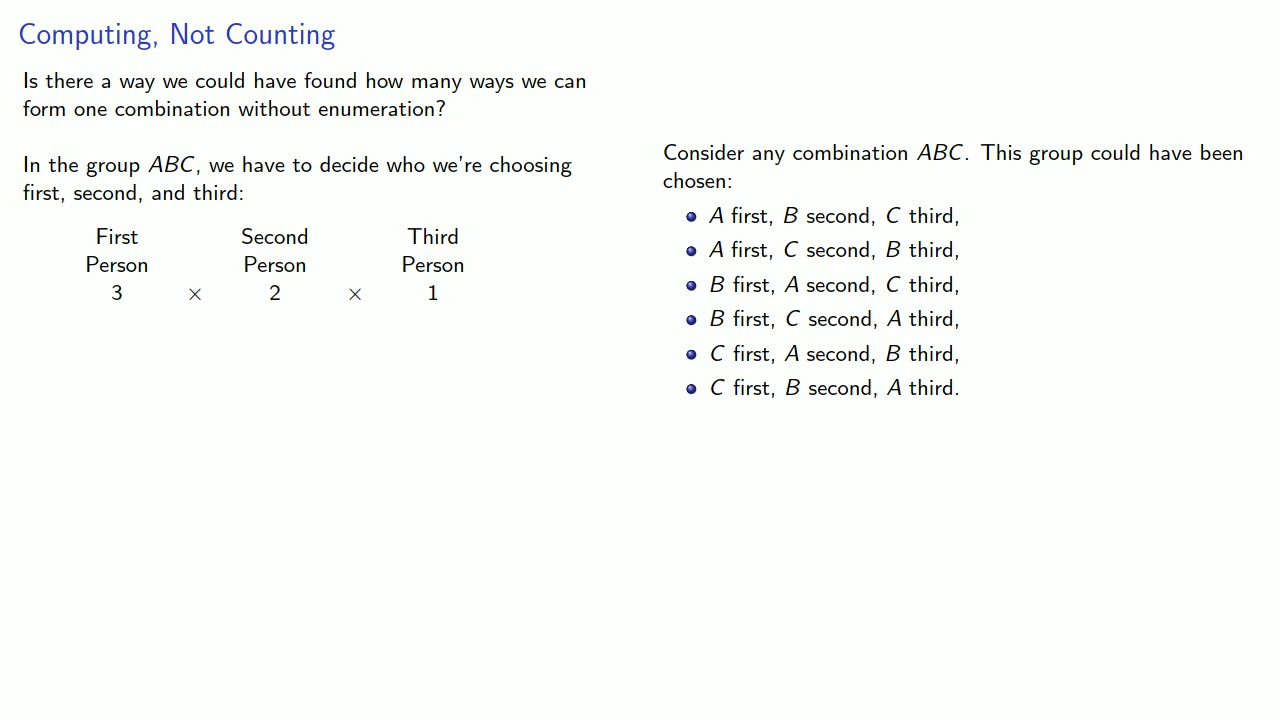 Computing, Not Counting
Is there a way we could have found how many ways we can
form one combination without enumeration?
In the group ABC, we have to decide who we're choosing
first, second, and third:
First Second Third
Person Person Person
3 × 2 × 1
Consider any combination ABC. This group could have been
chosen:
A first, B second, C third,
A first, C second, B third,
B first, A second, C third,
B first, C second, A third,
C first, A second, B third,
C first, B second, A third.